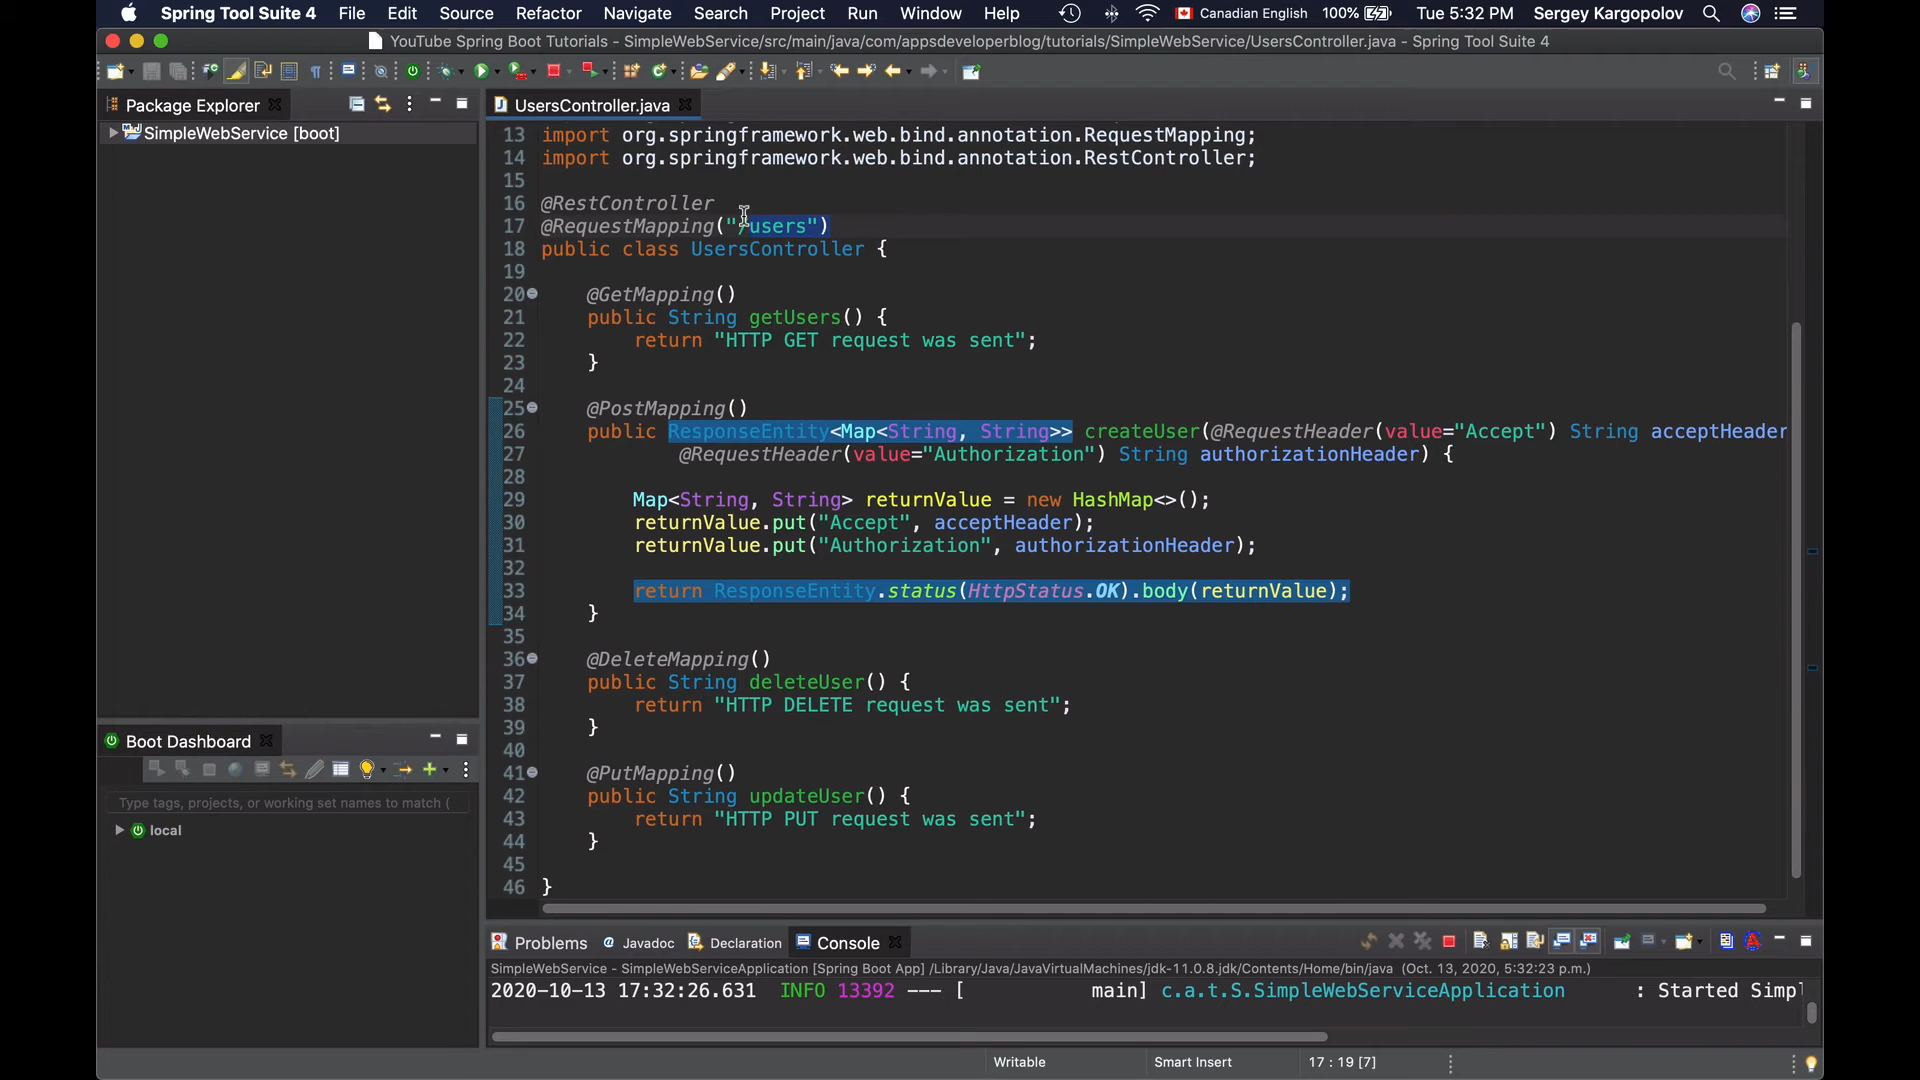 Spring Tool Suite 4 File Edit Source Refactor Navigate Search Project Run Window Help Canadian English 100% Tue 5:32 PM Sergey Kargopolov
YouTube Spring Boot Tutorials - SimpleWebService/src/main/java/com/appsdeveloperblog/tutorials/SimpleWebService/UsersController.java - Spring Tool Suite 4
Package Explorer
SimpleWebService [boot]
UsersController.java
13 import org.springframework.web.bind.annotation.RequestMapping;
14 import org.springframework.web.bind.annotation.RestController;
15
16 @RestController
17 @RequestMapping("/users")
18 public class UsersController {
19
20 @GetMapping()
21 public String getUsers() {
22 return "HTTP GET request was sent";
23 }
24
25 @PostMapping()
26 public ResponseEntity<Map<String, String>> createUser(@RequestHeader(value="Accept") String acceptHeader
27 @RequestHeader(value="Authorization") String authorizationHeader) {
28
29 Map<String, String> returnValue = new HashMap<>();
30 returnValue.put("Accept", acceptHeader);
31 returnValue.put("Authorization", authorizationHeader);
32
33 return ResponseEntity.status(HttpStatus.OK).body(returnValue);
34 }
35
36 @DeleteMapping()
37 public String deleteUser() {
38 return "HTTP DELETE request was sent";
39 }
40
41 @PutMapping()
42 public String updateUser() {
43 return "HTTP PUT request was sent";
44 }
45
46 }
Boot Dashboard
Type tags, projects, or working set names to match (
local
Problems Javadoc Declaration Console
SimpleWebService - SimpleWebServiceApplication [Spring Boot App] /Library/Java/JavaVirtualMachines/jdk-11.0.8.jdk/Contents/Home/bin/java (Oct. 13, 2020, 5:32:23 p.m.)
2020-10-13 17:32:26.631 INFO 13392 --- [ main] c.a.t.S.SimpleWebServiceApplication : Started Simpl
Writable Smart Insert 17 : 19 [7]